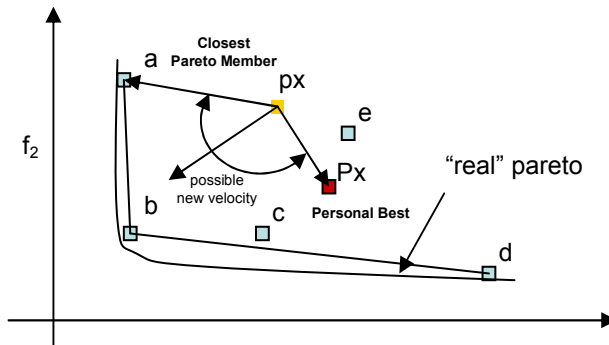 Closest
Pareto Member
a
px
e
f2
Px
"real" pareto
possible
new velocity
Personal Best
b
c
d